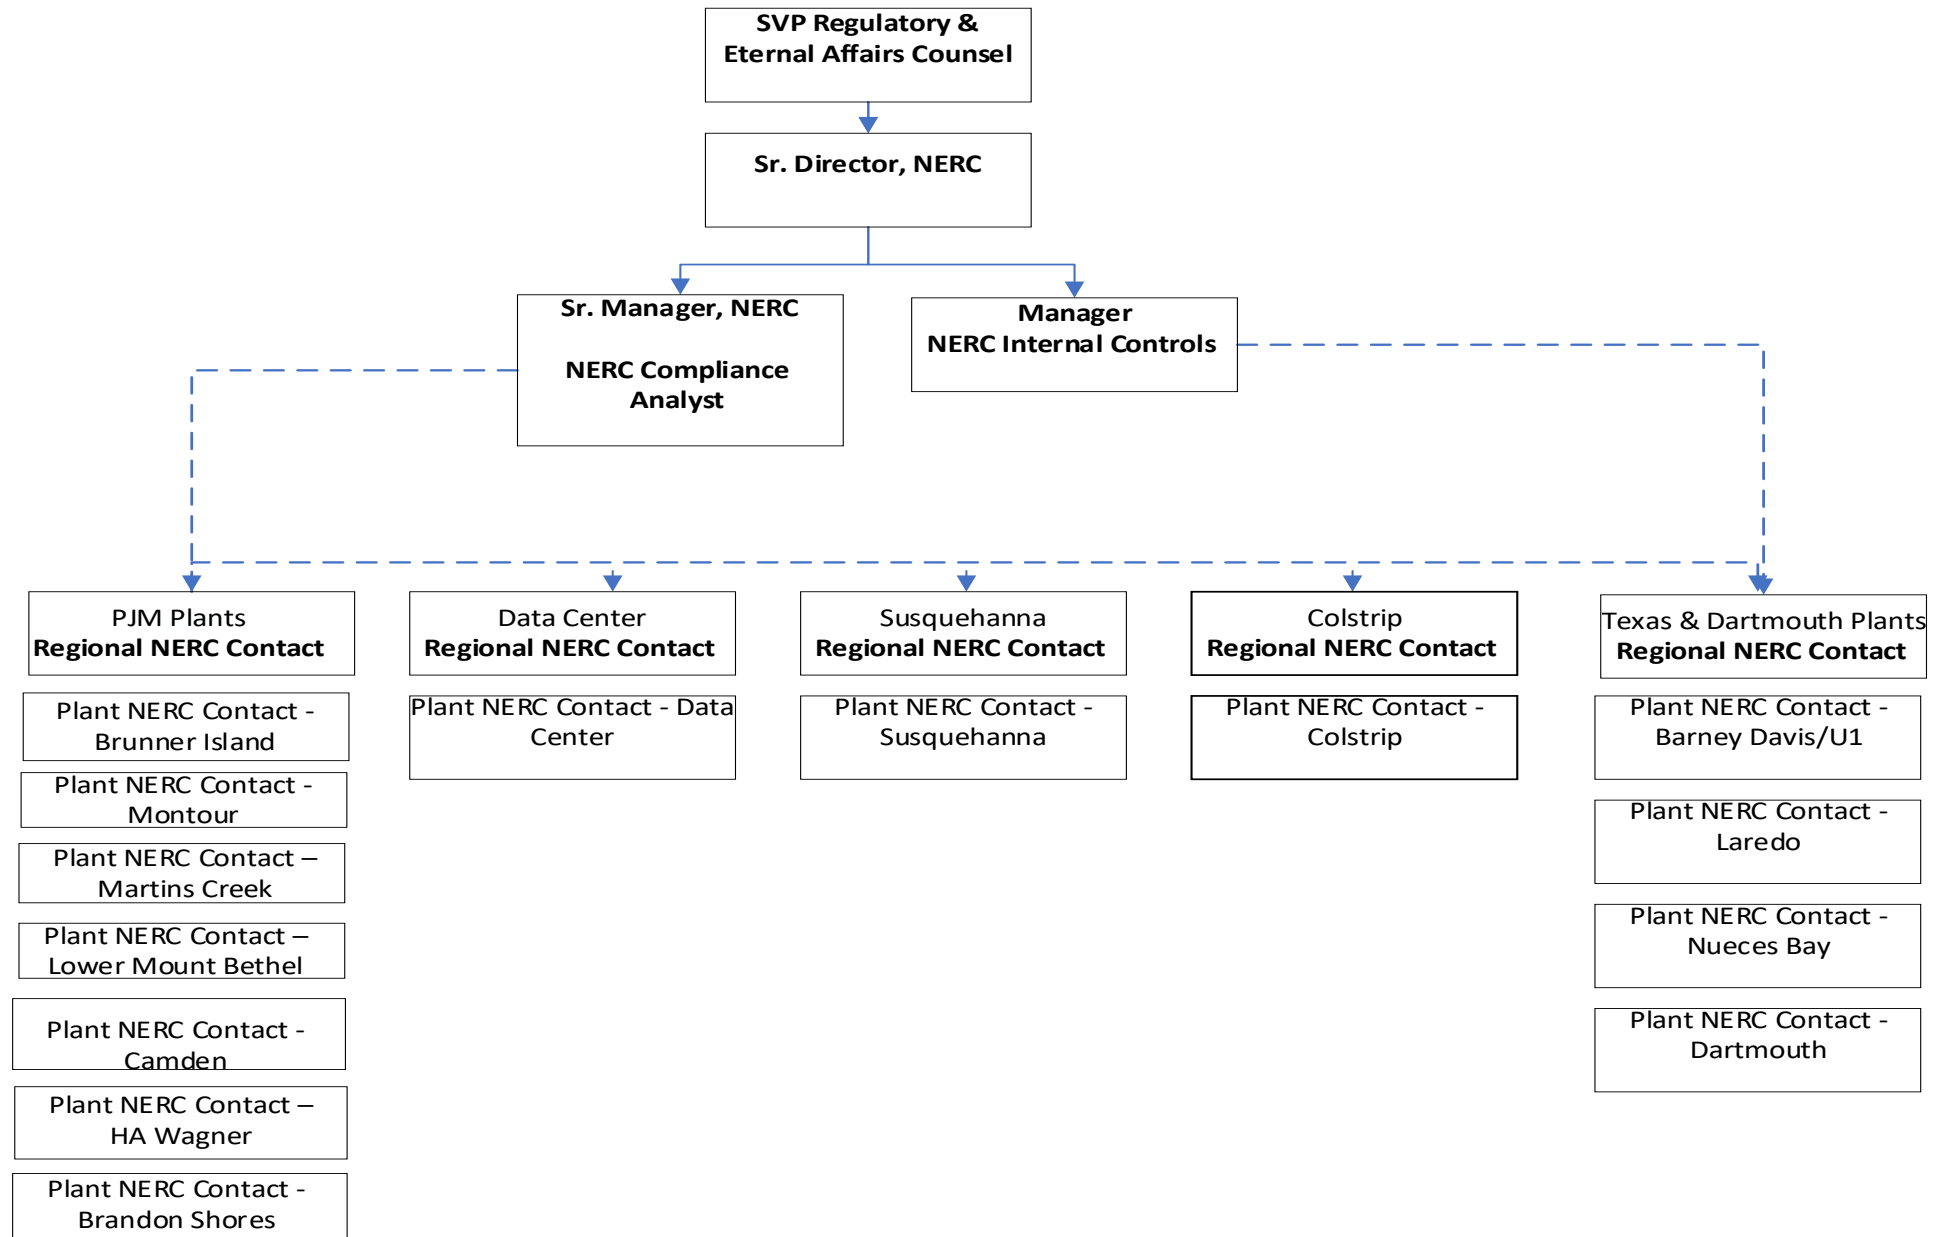 SVP Regulatory &
Eternal Affairs Counsel
Sr. Director, NERC
Sr. Manager, NERC
NERC Compliance
Analyst
Manager
NERC Internal Controls
PJM Plants
Regional NERC Contact
Plant NERC Contact -
Brunner Island
Plant NERC Contact -
Montour
Plant NERC Contact –
Martins Creek
Plant NERC Contact –
Lower Mount Bethel
Plant NERC Contact -
Camden
Plant NERC Contact –
HA Wagner
Plant NERC Contact -
Brandon Shores
Data Center
Regional NERC Contact
Plant NERC Contact - Data
Center
Susquehanna
Regional NERC Contact
Plant NERC Contact -
Susquehanna
Colstrip
Regional NERC Contact
Plant NERC Contact -
Colstrip
Texas & Dartmouth Plants
Regional NERC Contact
Plant NERC Contact -
Barney Davis/U1
Plant NERC Contact -
Laredo
Plant NERC Contact -
Nueces Bay
Plant NERC Contact -
Dartmouth